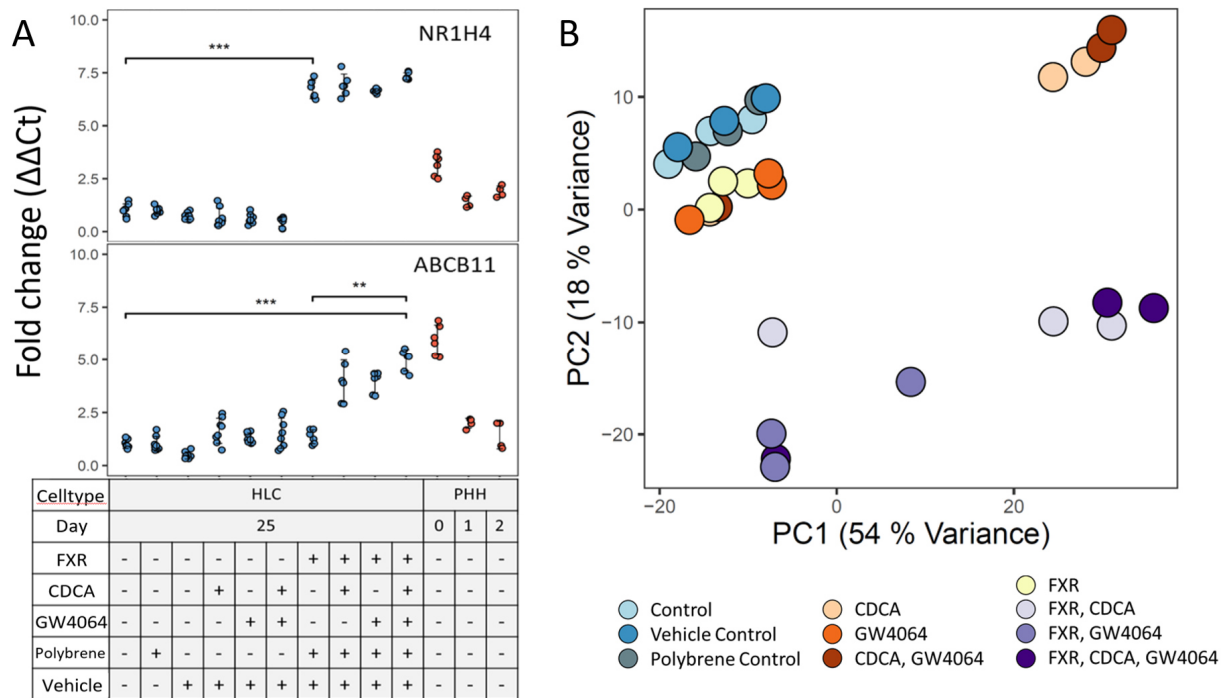 A
NR1H4
***
10.0
7.5
5.0
2.5
0.0
Fold change (ΔΔCt)
ABCB11
**
***
10.0
7.5
5.0
2.5
0.0
Celltype HLC PHH
Day 25 0 1 2
FXR - - - - - - + + + + - - -
CDCA - - - + - + - + - + - - -
GW4064 - - - - + + - - + + - - -
Polybrene - + - - - - + + + + - - -
Vehicle - - + + + + + + + + - - -
B
10
0
−10
−20
PC2 (18 % Variance)
−20 0 20
PC1 (54 % Variance)
Control
Vehicle Control
Polybrene Control
CDCA
GW4064
CDCA, GW4064
FXR
FXR, CDCA
FXR, GW4064
FXR, CDCA, GW4064